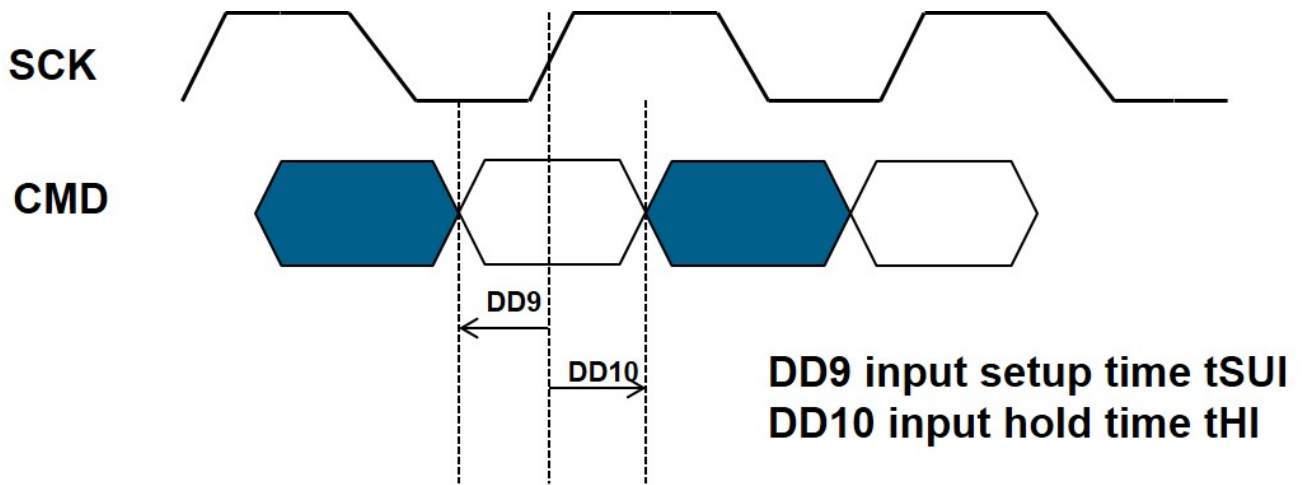 SCK
CMD
DD9
DD10
DD9 input setup time tSUI
DD10 input hold time tHI